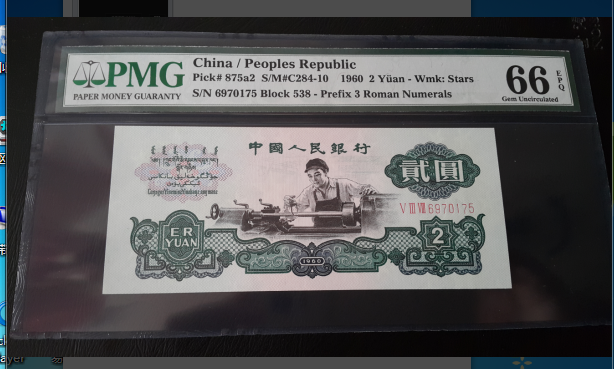 PMG
PAPER MONEY GUARANTY
China / Peoples Republic
Pick# 875a2 S/M#C284-10 1960 2 Yüan - Wmk: Stars
S/N 6970175 Block 538 - Prefix 3 Roman Numerals
66 EPQ
Gem Uncirculated
中國人民銀行
貳圓
V III VIII 6970175
ER
YUAN
2
1960